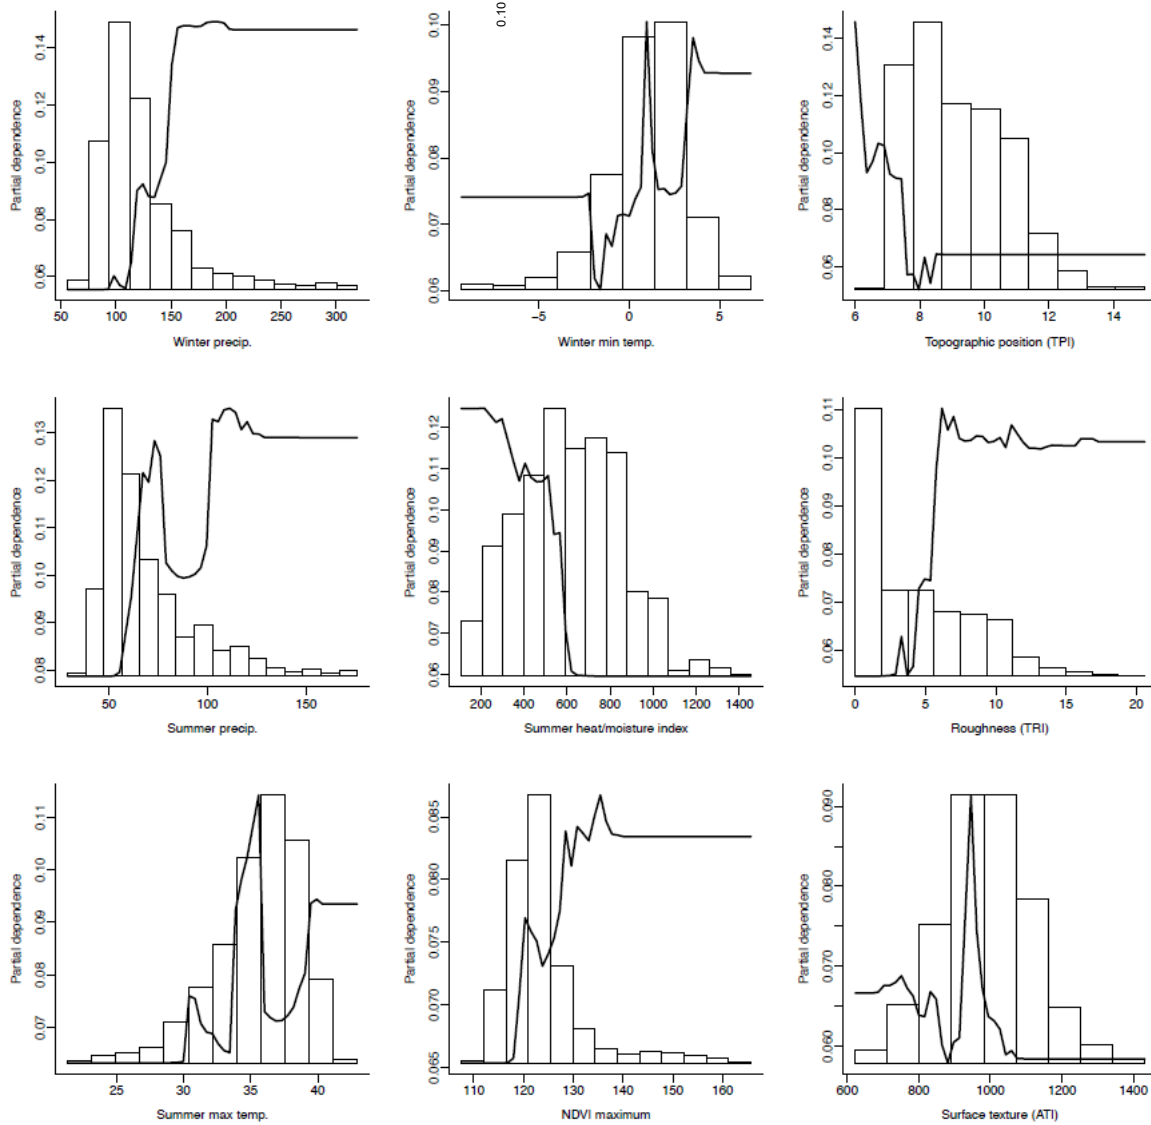 0.10
Partial dependence
0.06 0.08 0.10 0.12 0.14
50 100 150 200 250 300
Winter precip.
Partial dependence
0.06 0.07 0.08 0.09 0.10
−5 0 5
Winter min temp.
Partial dependence
0.06 0.08 0.10 0.12 0.14
6 8 10 12 14
Topographic position (TPI)
Partial dependence
0.08 0.09 0.10 0.11 0.12 0.13
50 100 150
Summer precip.
Partial dependence
0.06 0.07 0.08 0.09 0.10 0.11 0.12
200 400 600 800 1000 1200 1400
Summer heat/moisture index
Partial dependence
0.06 0.07 0.08 0.09 0.10 0.11
0 5 10 15 20
Roughness (TRI)
Partial dependence
0.07 0.08 0.09 0.10 0.11
25 30 35 40
Summer max temp.
Partial dependence
0.065 0.070 0.075 0.080 0.085
110 120 130 140 150 160
NDVI maximum
Partial dependence
0.060 0.070 0.080 0.090
600 800 1000 1200 1400
Surface texture (ATI)